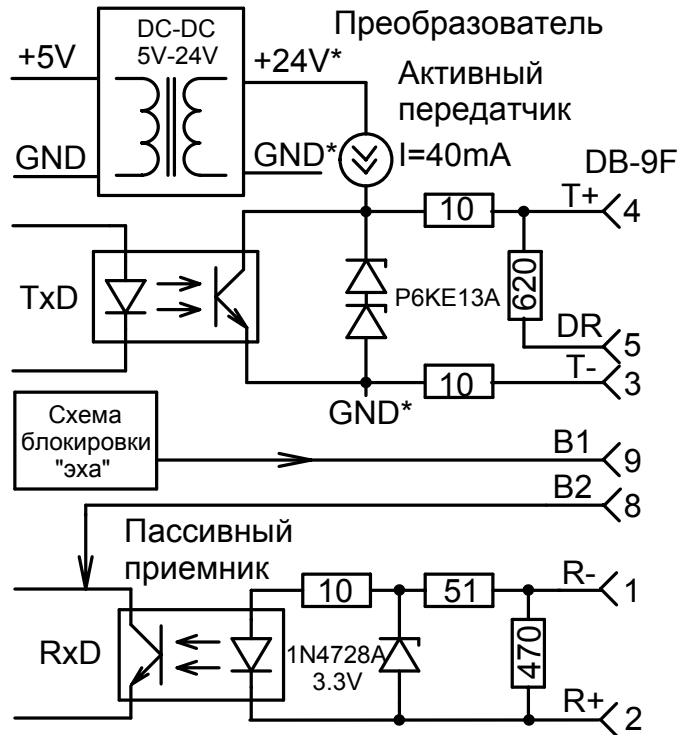 DC-DC
5V-24V
Преобразователь
+5V
+24V*
Активный
передатчик
GND
GND*
I=40mA
DB-9F
10
T+
4
TxD
P6KE13A
620
DR
5
10
T-
3
GND*
Схема
блокировки
"эха"
B1
9
B2
8
Пассивный
приемник
10
51
R-
1
RxD
1N4728A
3.3V
470
R+
2